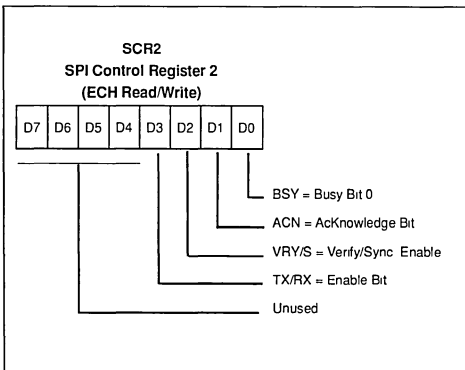 SCR2
SPI Control Register 2
(ECH Read/Write)
D7 D6 D5 D4 D3 D2 D1 D0
BSY = Busy Bit 0
ACN = AcKnowledge Bit
VRY/S = Verify/Sync Enable
TX/RX = Enable Bit
Unused